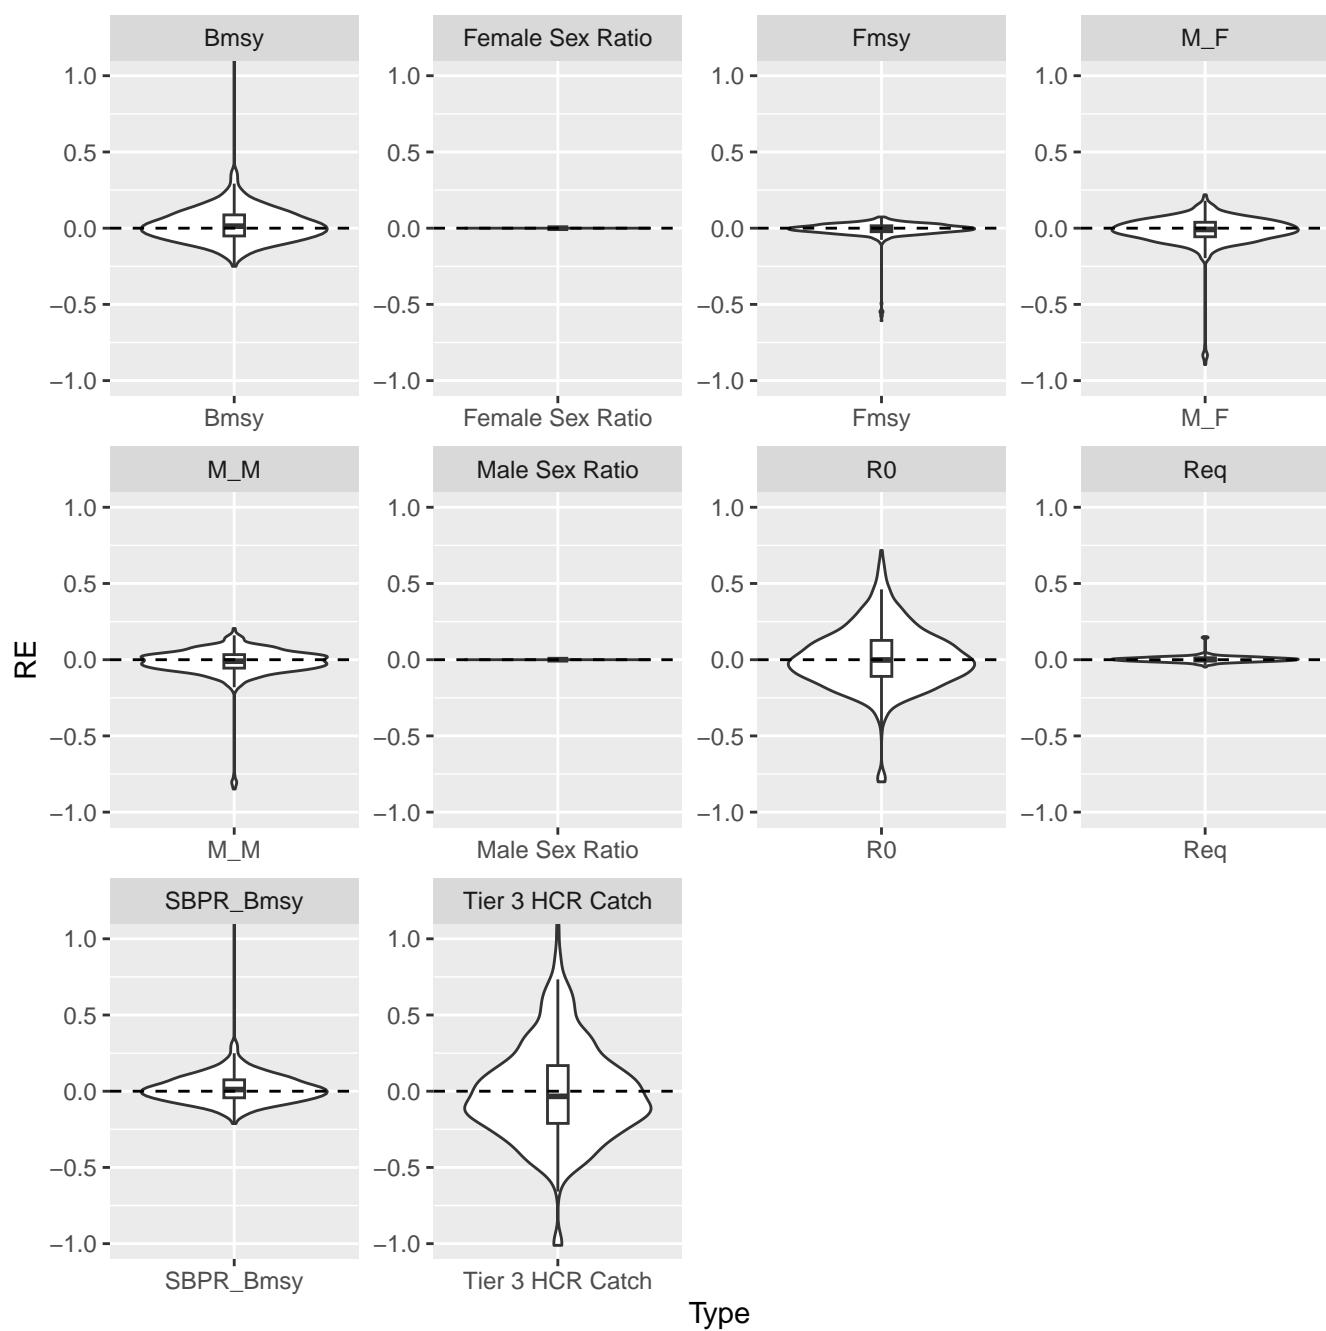 Bmsy Female Sex Ratio Fmsy M_F
1.0 1.0 1.0 1.0
0.5 0.5 0.5 0.5
0.0 0.0 0.0 0.0
−0.5 −0.5 −0.5 −0.5
−1.0 −1.0 −1.0 −1.0
Bmsy Female Sex Ratio Fmsy M_F
M_M Male Sex Ratio R0 Req
1.0 1.0 1.0 1.0
0.5 0.5 0.5 0.5
RE
0.0 0.0 0.0 0.0
−0.5 −0.5 −0.5 −0.5
−1.0 −1.0 −1.0 −1.0
M_M Male Sex Ratio R0 Req
SBPR_Bmsy Tier 3 HCR Catch
1.0 1.0
0.5 0.5
0.0 0.0
−0.5 −0.5
−1.0 −1.0
SBPR_Bmsy Tier 3 HCR Catch
Type